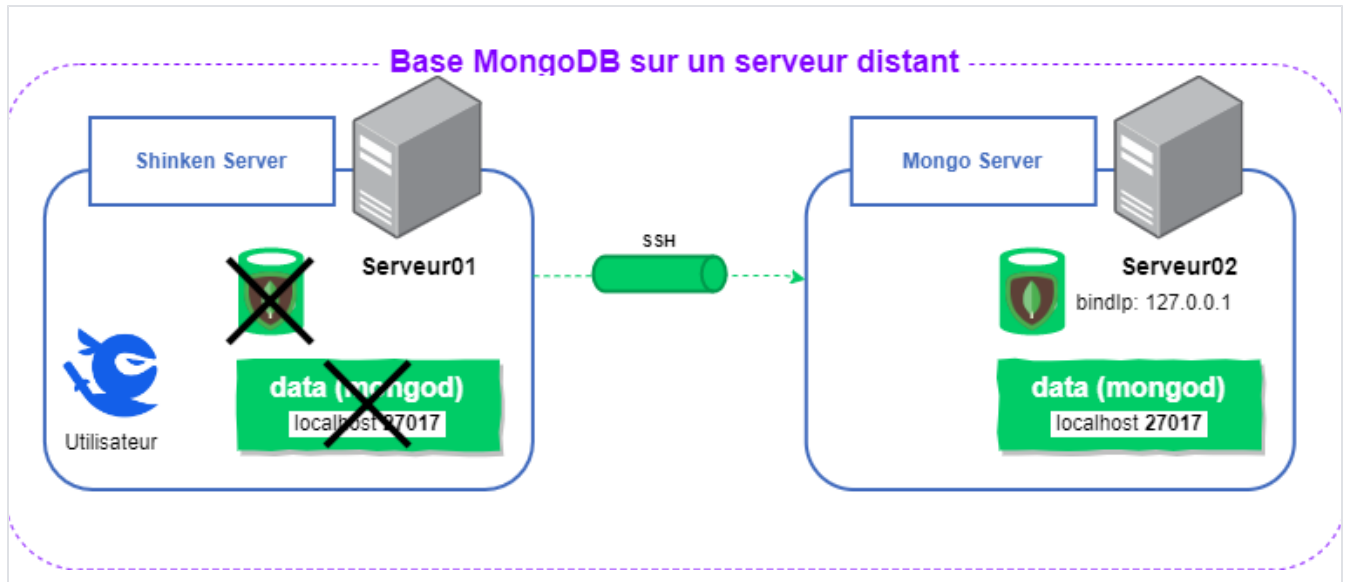 Base MongoDB sur un serveur distant
Shinken Server
Mongo Server
SSH
Serveur01
Serveur02
bindIp: 127.0.0.1
data (mongod)
localhost 27017
data (mongod)
localhost 27017
Utilisateur